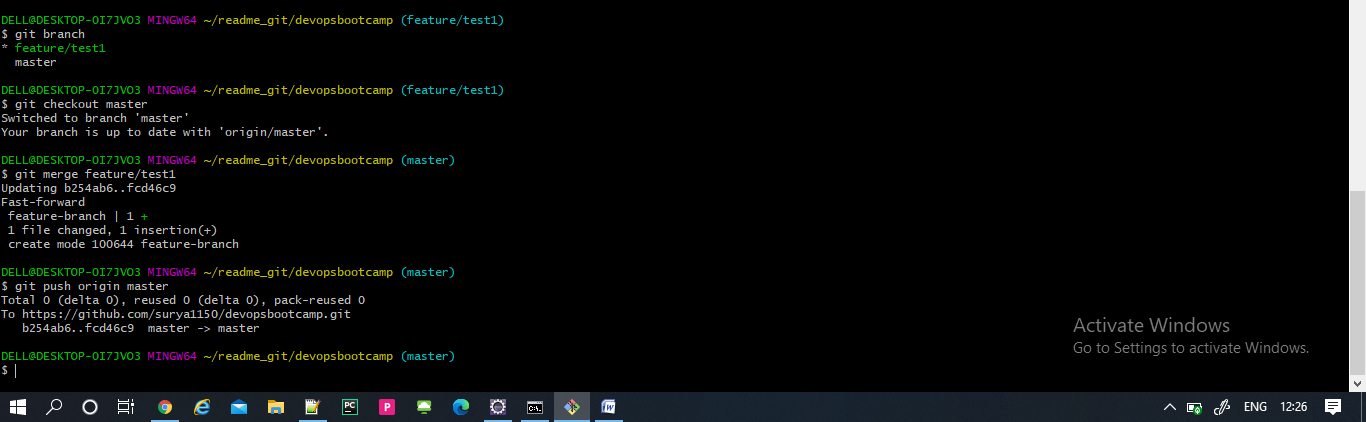 DELL@DESKTOP-OI7JVO3 MINGW64 ~/readme_git/devopsbootcamp (feature/test1)
$ git branch
* feature/test1
  master
DELL@DESKTOP-OI7JVO3 MINGW64 ~/readme_git/devopsbootcamp (feature/test1)
$ git checkout master
Switched to branch 'master'
Your branch is up to date with 'origin/master'.
DELL@DESKTOP-OI7JVO3 MINGW64 ~/readme_git/devopsbootcamp (master)
$ git merge feature/test1
Updating b254ab6..fcd46c9
Fast-forward
 feature-branch | 1 +
 1 file changed, 1 insertion(+)
 create mode 100644 feature-branch
DELL@DESKTOP-OI7JVO3 MINGW64 ~/readme_git/devopsbootcamp (master)
$ git push origin master
Total 0 (delta 0), reused 0 (delta 0), pack-reused 0
To https://github.com/surya1150/devopsbootcamp.git
   b254ab6..fcd46c9  master -> master
DELL@DESKTOP-OI7JVO3 MINGW64 ~/readme_git/devopsbootcamp (master)
$
Activate Windows
Go to Settings to activate Windows.
ENG 12:26